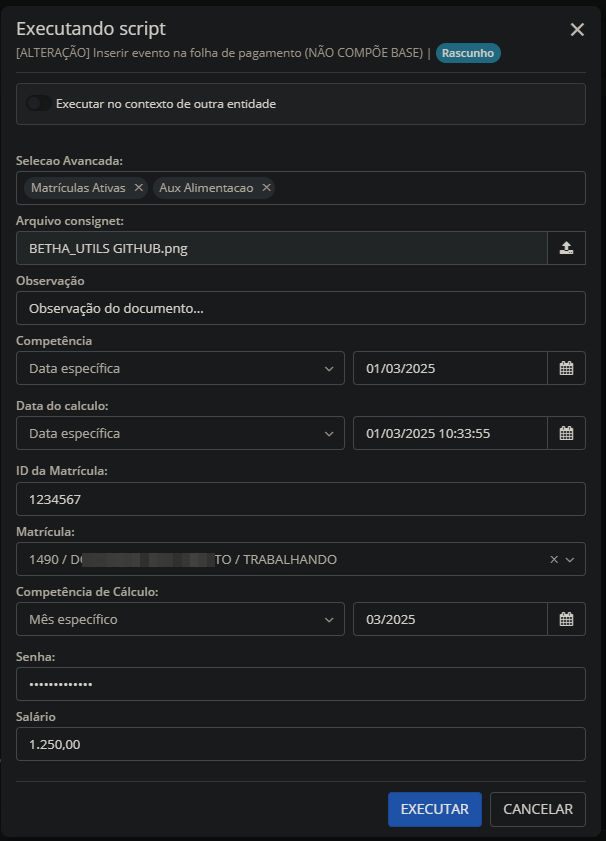 Executando script
[ALTERAÇÃO] Inserir evento na folha de pagamento (NÃO COMPÕE BASE) | Rascunho
Executar no contexto de outra entidade
Selecao Avancada:
Matrículas Ativas × Aux Alimentacao ×
Arquivo consignet:
BETHA_UTILS GITHUB.png
Observação
Observação do documento...
Competência
Data específica 01/03/2025
Data do calculo:
Data específica 01/03/2025 10:33:55
ID da Matrícula:
1234567
Matrícula:
1490 / TO / TRABALHANDO
Competência de Cálculo:
Mês específico 03/2025
Senha:
•••••••••••••
Salário
1.250,00
EXECUTAR CANCELAR